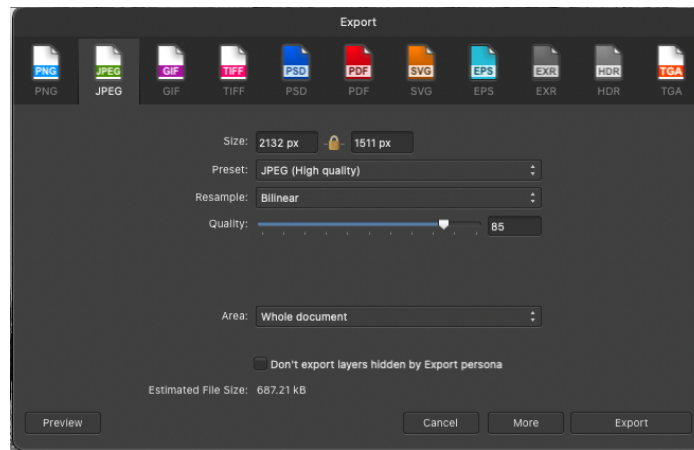 Export
PNG JPEG GIF TIFF PSD PDF SVG EPS EXR HDR TGA
PNG JPEG GIF TIFF PSD PDF SVG EPS EXR HDR TGA
Size: 2132 px 1511 px
Preset: JPEG (High quality)
Resample: Bilinear
Quality: 85
Area: Whole document
Don't export layers hidden by Export persona
Estimated File Size: 687.21 kB
Preview Cancel More Export